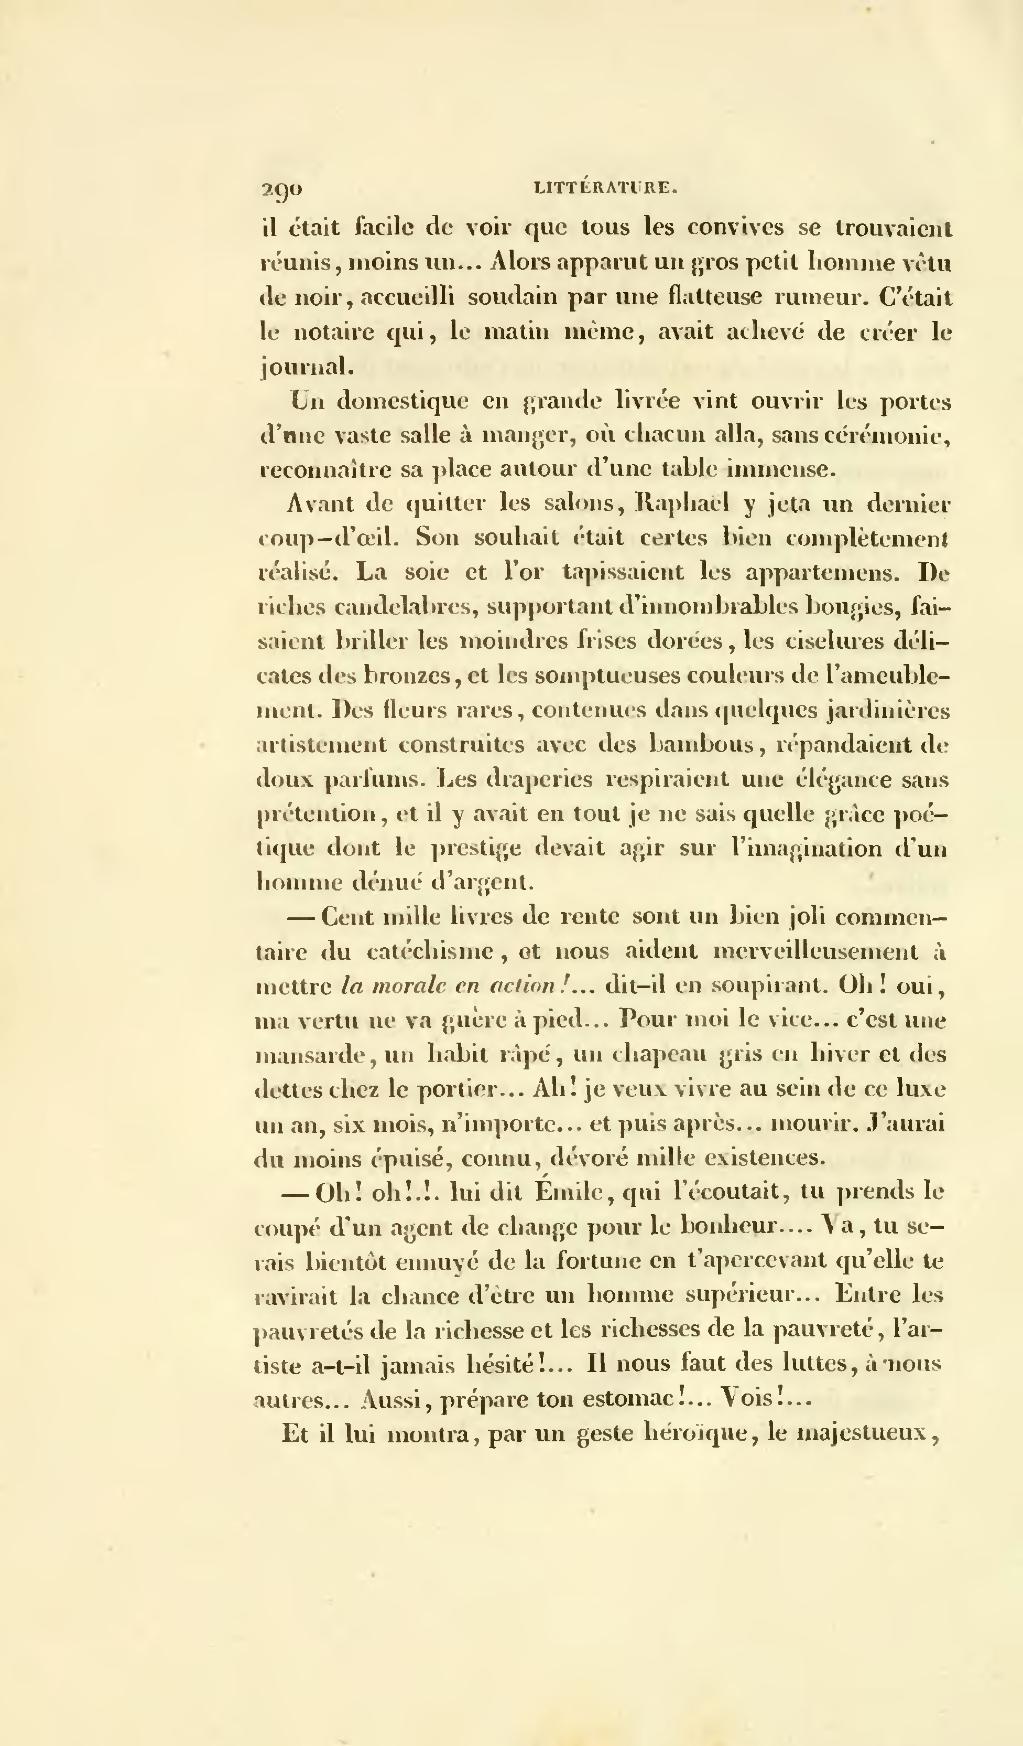 290 LITTÉRATURE.
il était facile de voir que tous les convives se trouvaient
réunis, moins un... Alors apparut un gros petit homme vêtu
de noir, accueilli soudain par une flatteuse rumeur. C'était
le notaire qui, le matin même, avait achevé de créer le
journal.
Un domestique en grande livrée vint ouvrir les portes
d'une vaste salle à manger, où chacun alla, sans cérémonie,
reconnaître sa place autour d'une table immense.
Avant de quitter les salons, Raphaël y jeta un dernier
coup-d'œil. Son souhait était certes bien complètement
réalisé. La soie et l'or tapissaient les appartemens. De
riches candelabres, supportant d'innombrables bougies, fai-
saient briller les moindres frises dorées, les ciselures déli-
cates des bronzes, et les somptueuses couleurs de l'ameuble-
ment. Des fleurs rares, contenues dans quelques jardinières
artistement construites avec des bambous, répandaient de
doux parfums. Les draperies respiraient une élégance sans
prétention, et il y avait en tout je ne sais quelle grâce poé-
tique dont le prestige devait agir sur l'imagination d'un
homme dénué d'argent.
— Cent mille livres de rente sont un bien joli commen-
taire du catéchisme, et nous aident merveilleusement à
mettre la morale en action!... dit-il en soupirant. Oh! oui,
ma vertu ne va guère à pied... Pour moi le vice... c'est une
mansarde, un habit râpé, un chapeau gris en hiver et des
dettes chez le portier... Ah! je veux vivre au sein de ce luxe
un an, six mois, n'importe... et puis après... mourir. J'aurai
du moins épuisé, connu, dévoré mille existences.
— Oh! oh!.!. lui dit Émile, qui l'écoutait, tu prends le
coupé d'un agent de change pour le bonheur.... Va, tu se-
rais bientôt ennuyé de la fortune en t'apercevant qu'elle te
ravirait la chance d'être un homme supérieur... Entre les
pauvretés de la richesse et les richesses de la pauvreté, l'ar-
tiste a-t-il jamais hésité!... Il nous faut des luttes, à nous
autres... Aussi, prépare ton estomac!... Vois!...
Et il lui montra, par un geste héroïque, le majestueux,